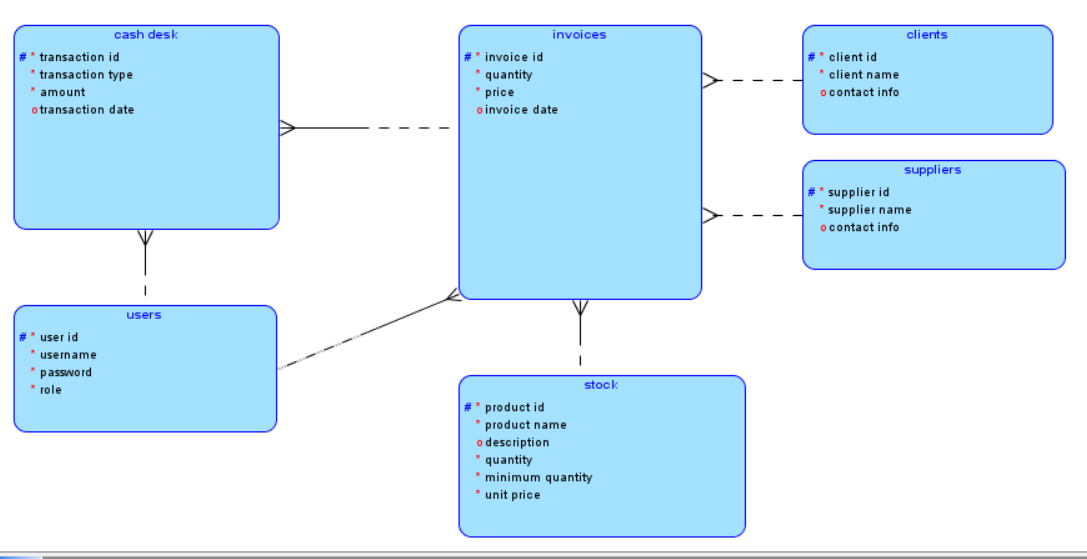 cash desk
# * transaction id
* transaction type
* amount
o transaction date
invoices
# * invoice id
* quantity
* price
o invoice date
clients
# * client id
* client name
o contact info
suppliers
# * supplier id
* supplier name
o contact info
users
# * user id
* username
* password
* role
stock
# * product id
* product name
o description
* quantity
* minimum quantity
* unit price